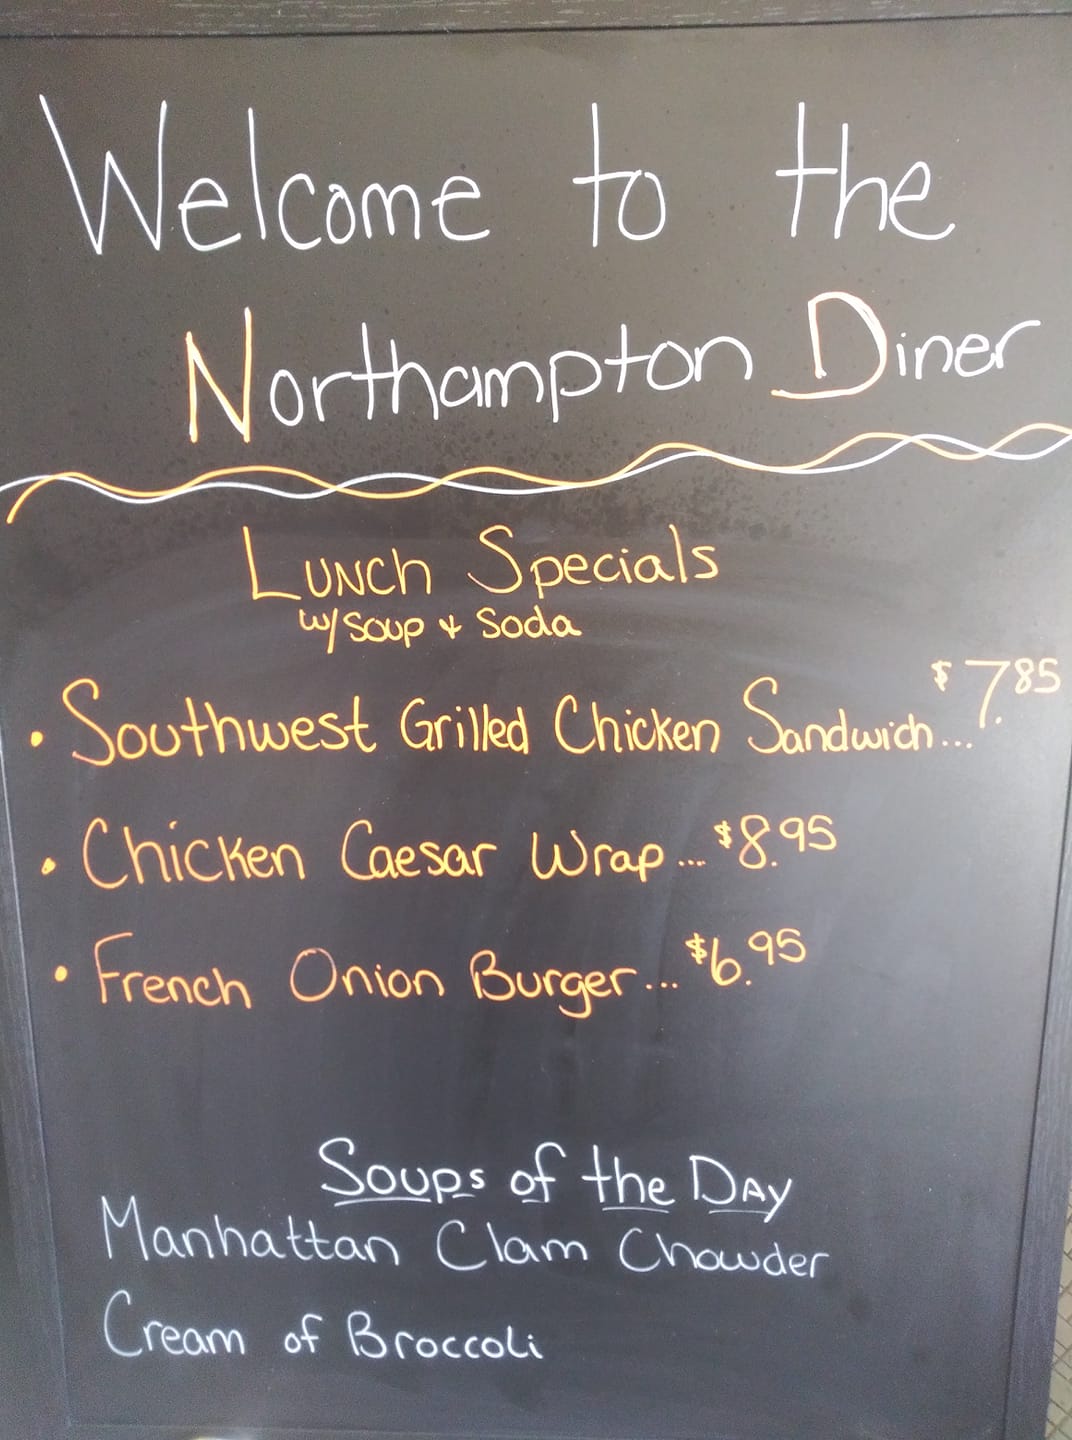 Welcome to the
Northampton Diner
Lunch Specials
w/ Soup & Soda
• Southwest Grilled Chicken Sandwich... $7.85
• Chicken Caesar Wrap... $8.95
• French Onion Burger... $6.95
Soups of the Day
Manhattan Clam Chowder
Cream of Broccoli